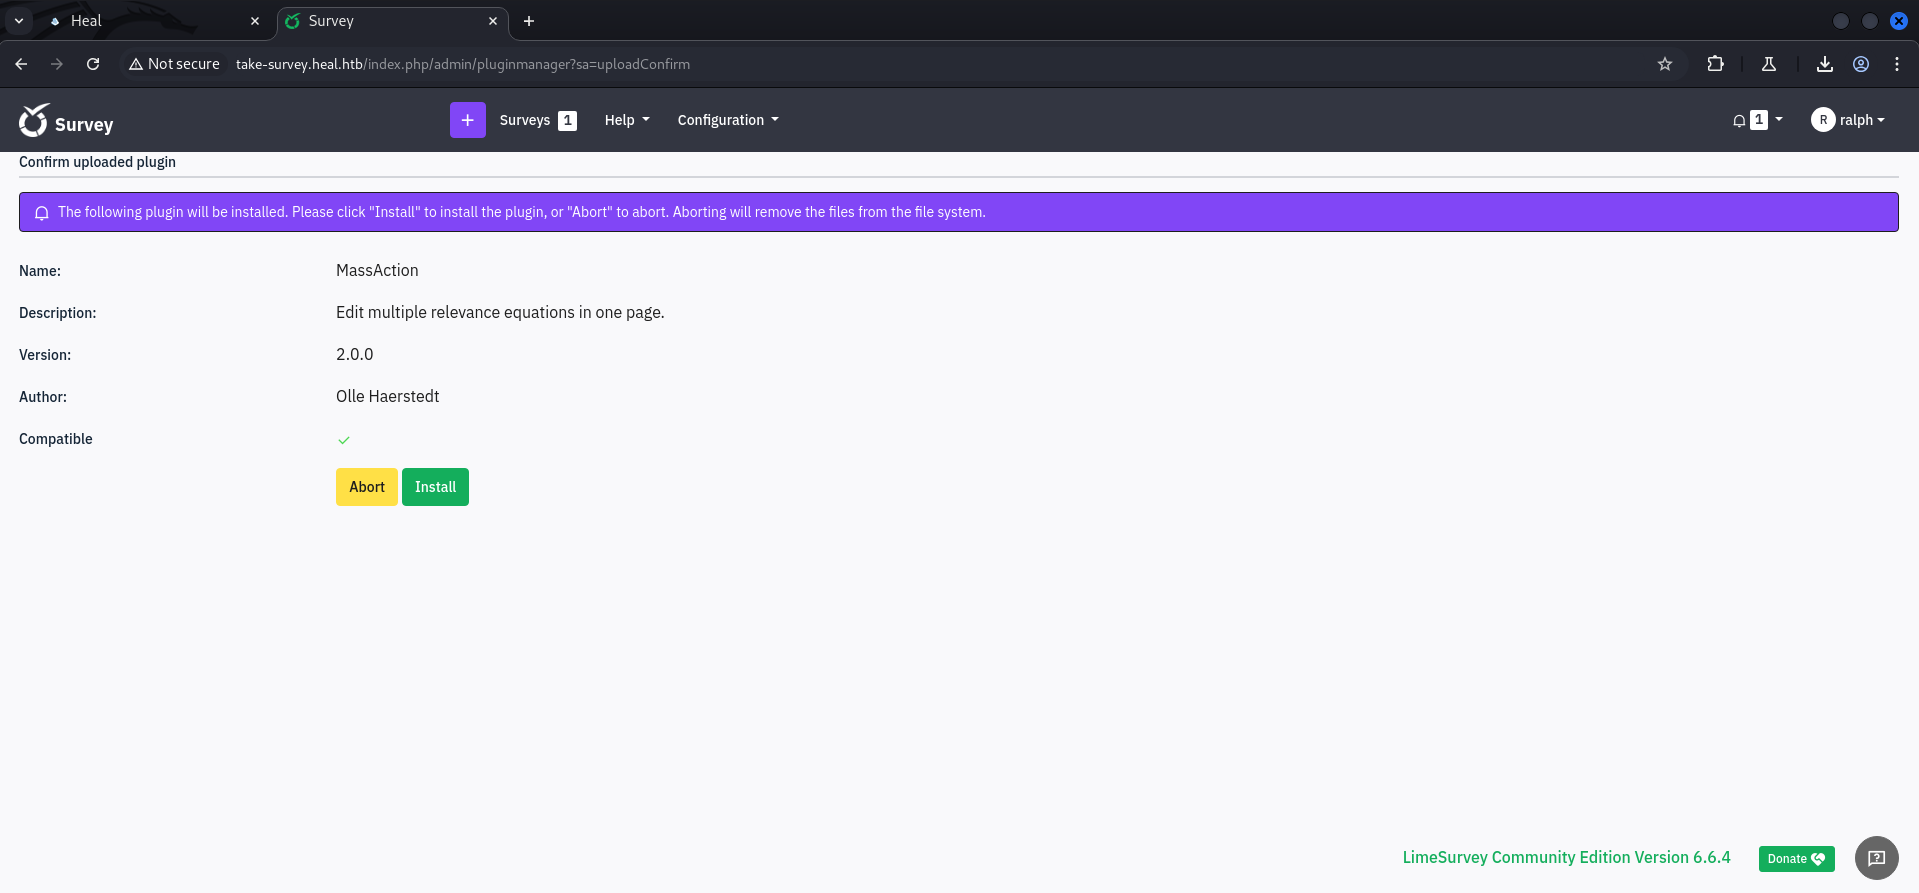 Heal
Survey
Not secure take-survey.heal.htb/index.php/admin/pluginmanager?sa=uploadConfirm
Survey + Surveys 1 Help Configuration 1 R ralph
Confirm uploaded plugin
The following plugin will be installed. Please click "Install" to install the plugin, or "Abort" to abort. Aborting will remove the files from the file system.
Name: MassAction
Description: Edit multiple relevance equations in one page.
Version: 2.0.0
Author: Olle Haerstedt
Compatible
Abort Install
LimeSurvey Community Edition Version 6.6.4 Donate